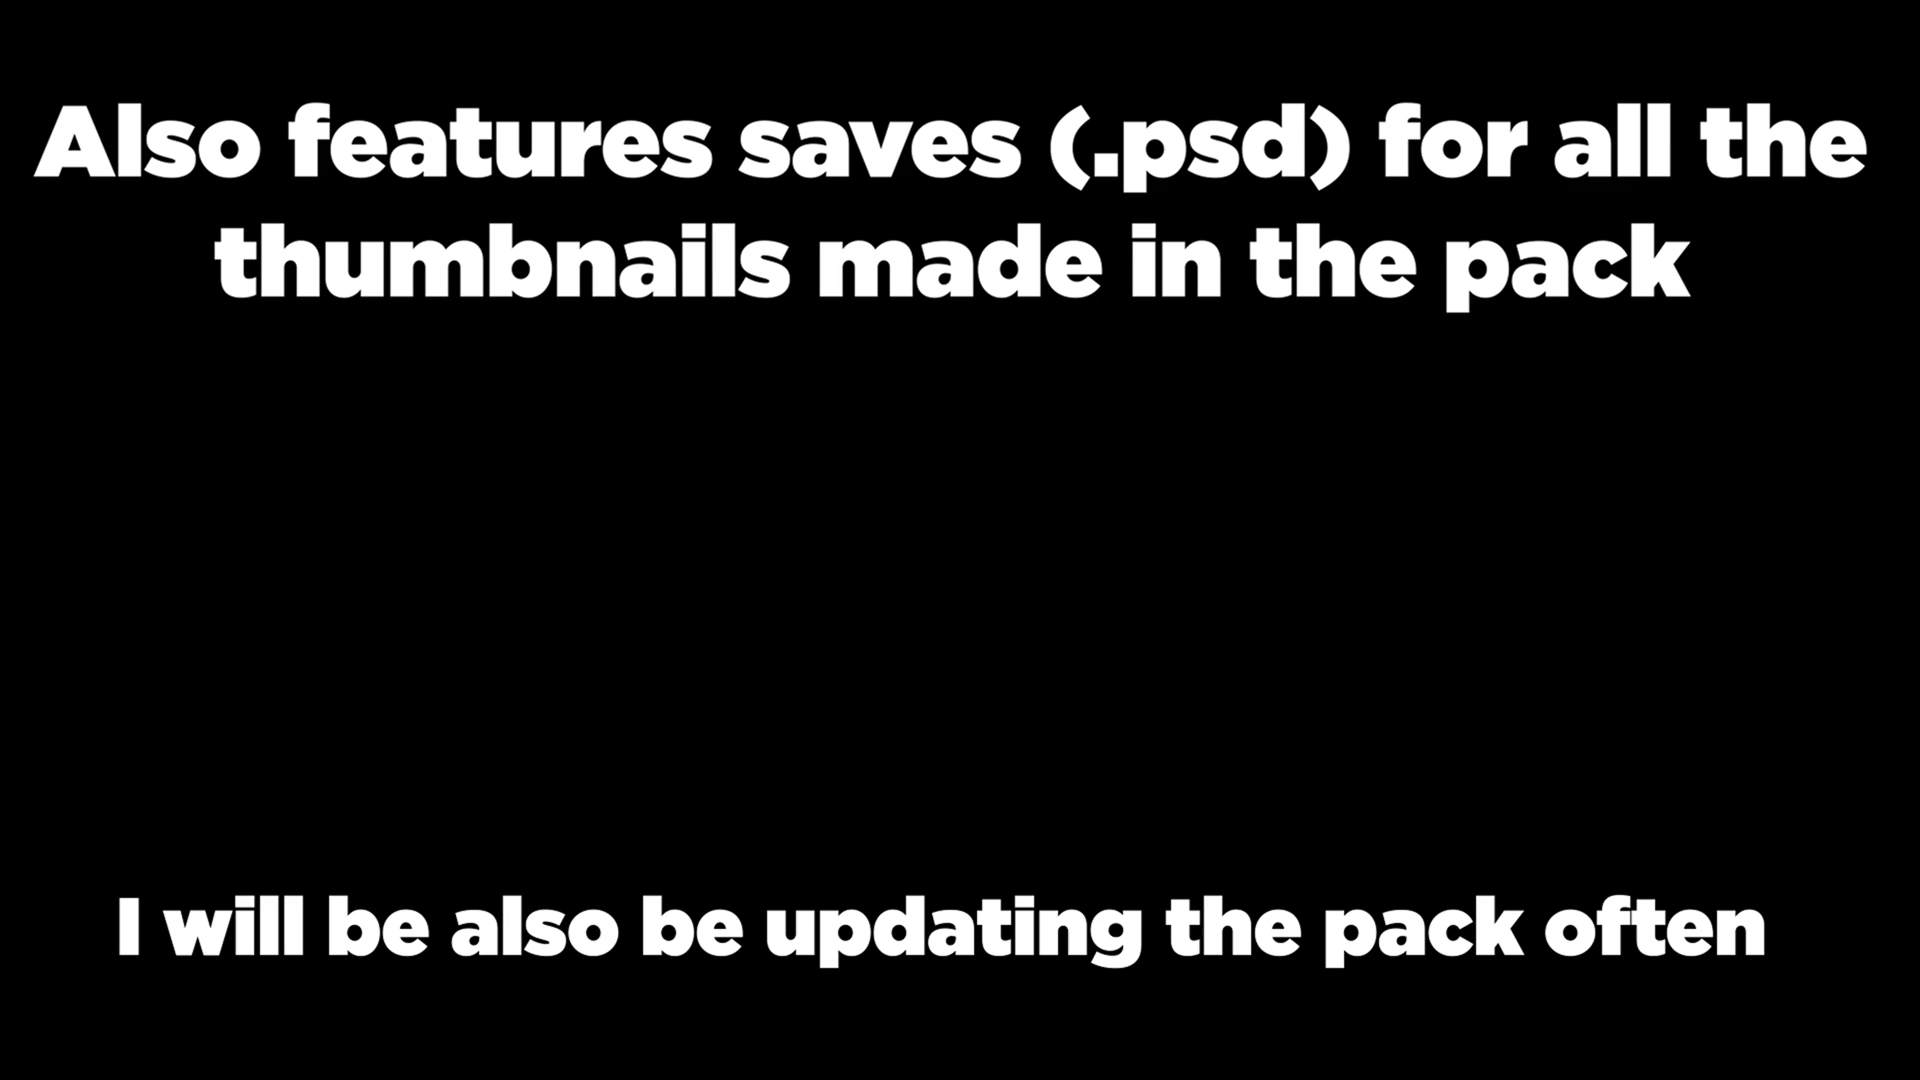 Also features saves (.psd) for all the
thumbnails made in the pack
I will be also be updating the pack often